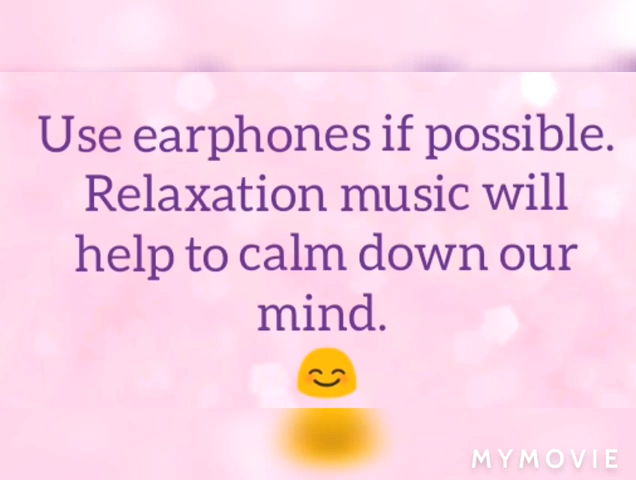 Use earphones if possible.
Relaxation music will
help to calm down our
mind.
MYMOVIE